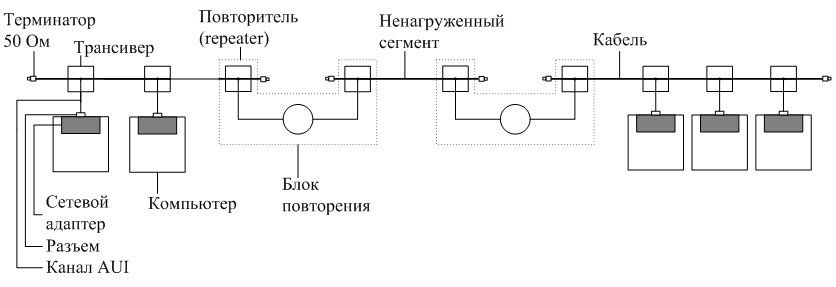 Терминатор
50 Ом
Трансивер
Повторитель
(repeater)
Ненагруженный
сегмент
Кабель
Сетевой
адаптер
Разъем
Канал AUI
Компьютер
Блок
повторения